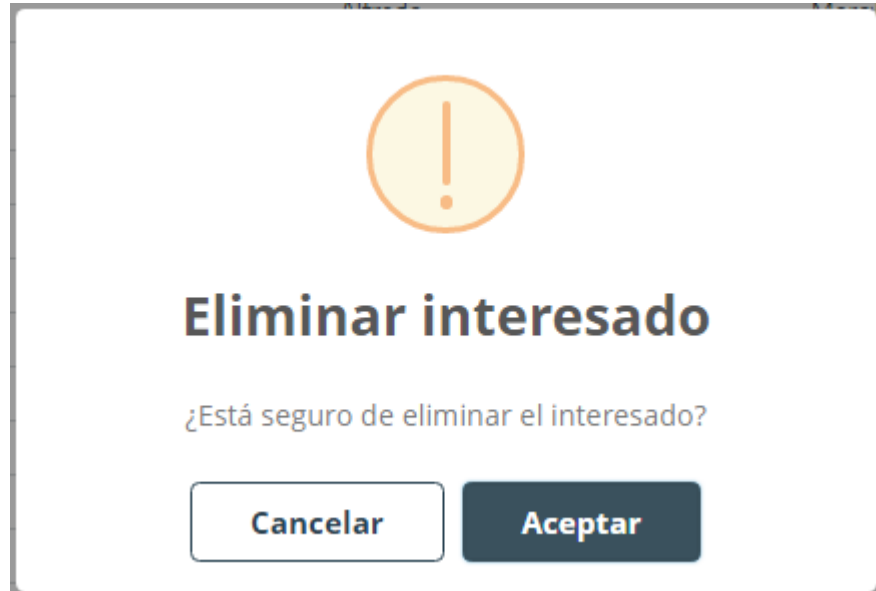 Eliminar interesado
¿Está seguro de eliminar el interesado?
Cancelar
Aceptar